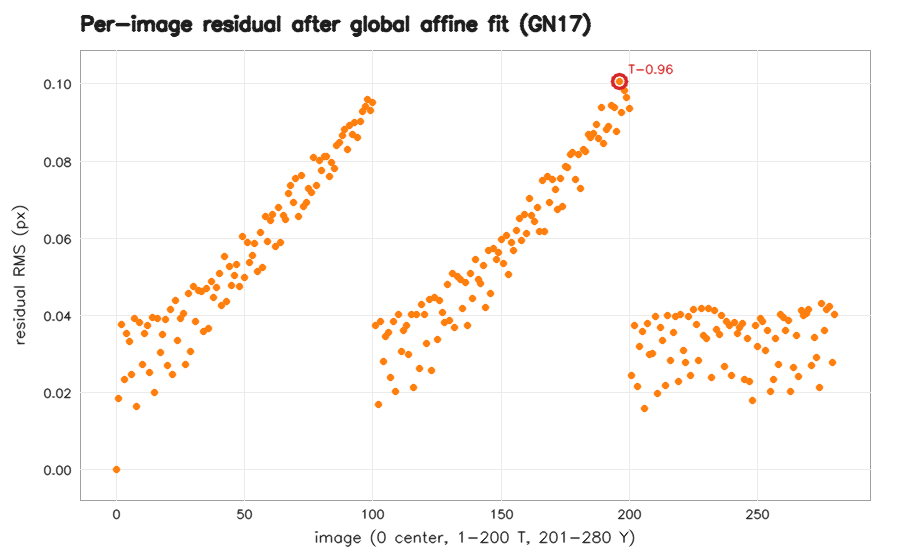 Per-image residual after global affine fit (GN17)
T-0.96
residual RMS (px)
0.10
0.08
0.06
0.04
0.02
0.00
0 50 100 150 200 250
image (0 center, 1-200 T, 201-280 Y)